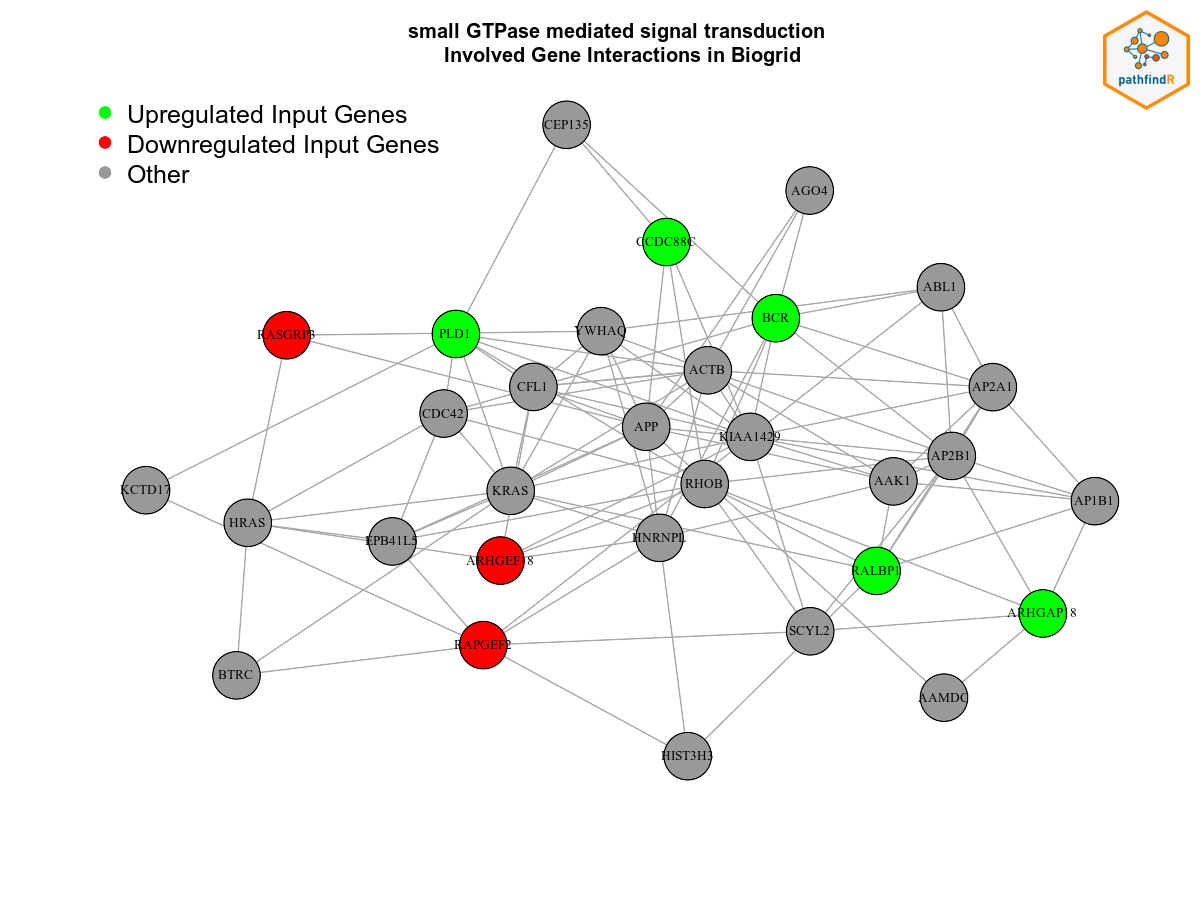 small GTPase mediated signal transduction
Involved Gene Interactions in Biogrid
pathfindR
Upregulated Input Genes
Downregulated Input Genes
Other
CEP135
AGO4
CCDC88C
ABL1
BCR
RASGRP3
PLD1
YWHAQ
ACTB
CFL1
AP2A1
CDC42
APP
KIAA1429
AP2B1
AAK1
RHOB
KCTD17
KRAS
AP1B1
HRAS
EPB41L5
HNRNPL
ARHGEF18
RALBP1
ARHGAP18
SCYL2
RAPGEF2
BTRC
AAMDC
HIST3H3